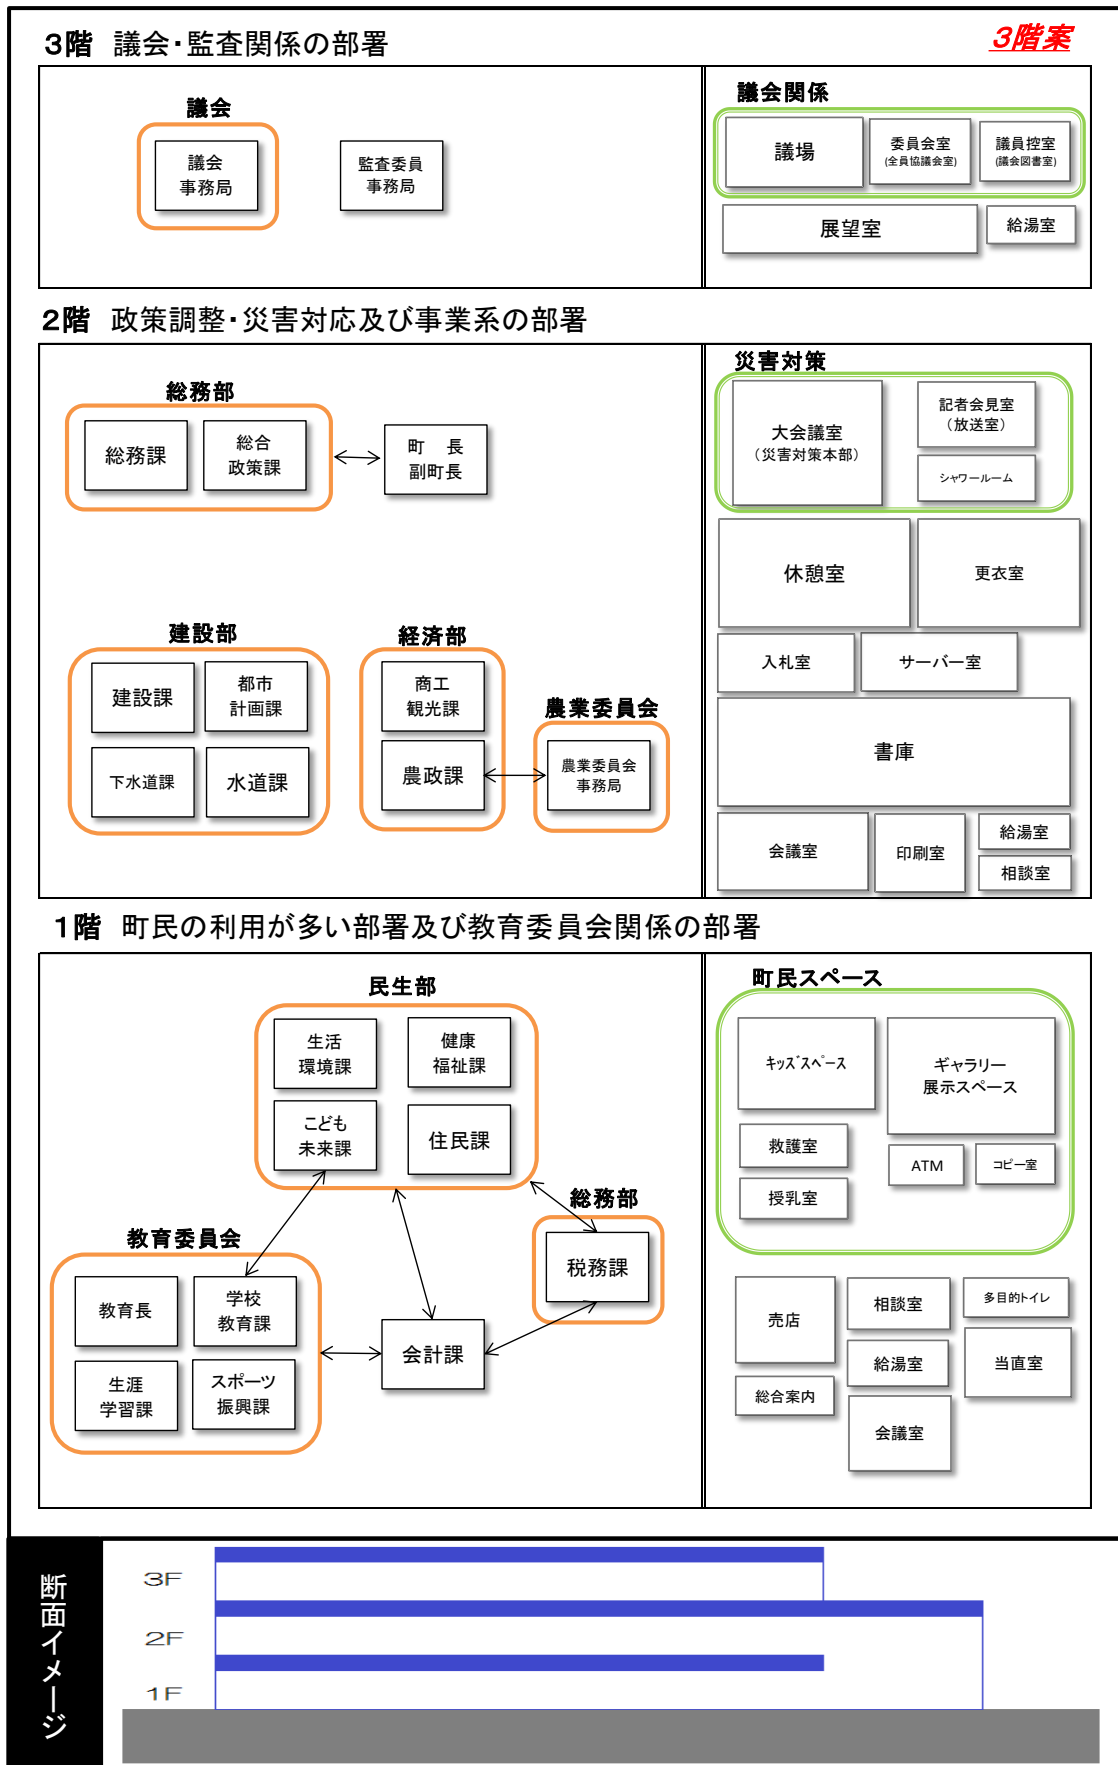 3階 議会・監査関係の部署
3階案
議会
議会
事務局
監査委員
事務局
議会関係
議場
委員会室
(全員協議会室)
議員控室
(議会図書室)
展望室
給湯室
2階 政策調整・災害対応及び事業系の部署
総務部
総務課
総合
政策課
町 長
副町長
建設部
建設課
都市
計画課
下水道課
水道課
経済部
商工
観光課
農政課
農業委員会
農業委員会
事務局
災害対策
大会議室
(災害対策本部)
記者会見室
(放送室)
シャワールーム
休憩室
更衣室
入札室
サーバー室
書庫
会議室
印刷室
給湯室
相談室
1階 町民の利用が多い部署及び教育委員会関係の部署
民生部
生活
環境課
健康
福祉課
こども
未来課
住民課
総務部
税務課
教育委員会
教育長
学校
教育課
生涯
学習課
スポーツ
振興課
会計課
町民スペース
キッズスペース
ギャラリー
展示スペース
救護室
ATM
コピー室
授乳室
売店
相談室
多目的トイレ
給湯室
当直室
総合案内
会議室
断面イメージ
3F
2F
1F